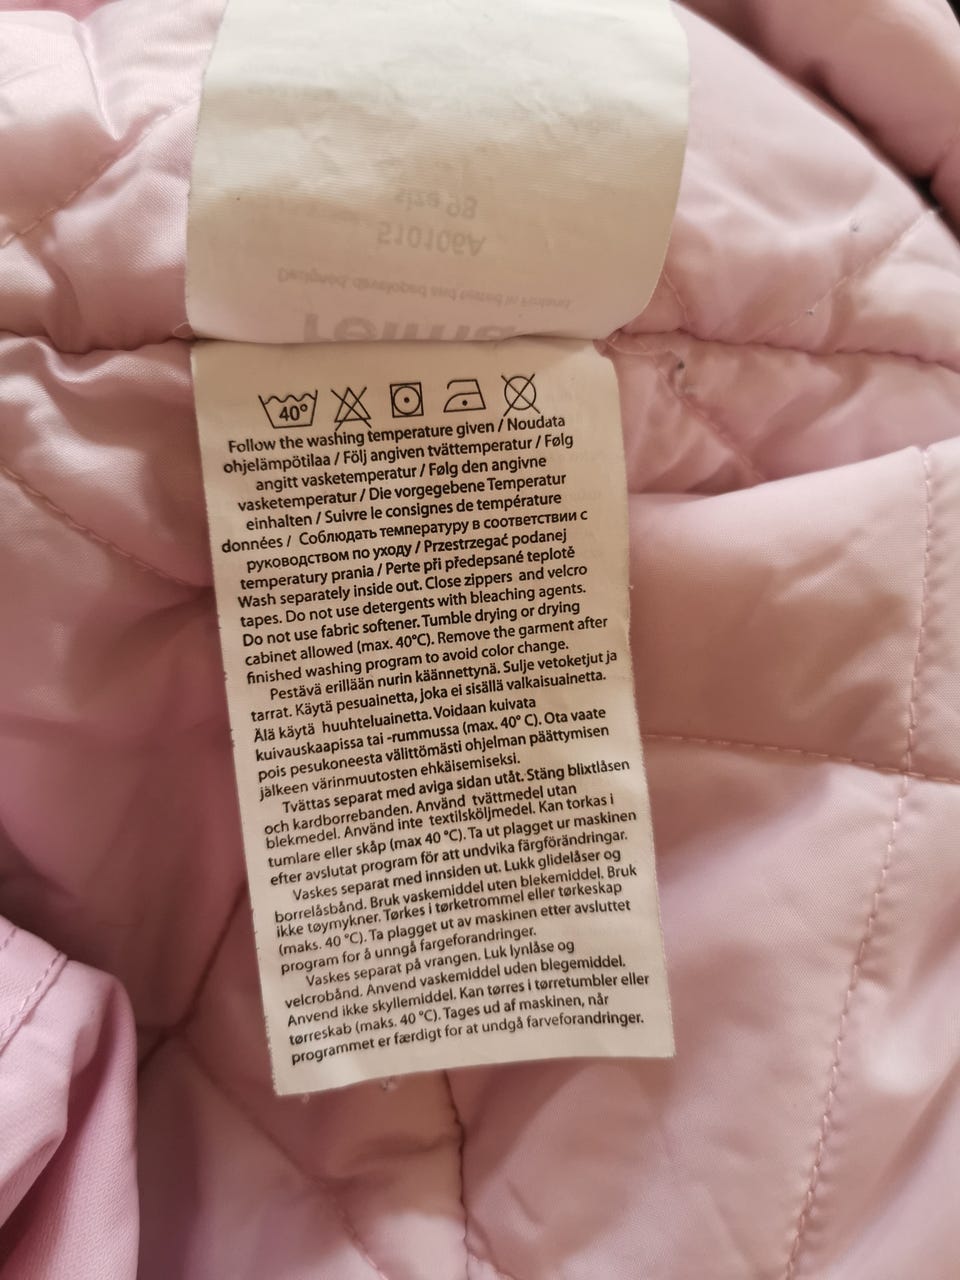 size 98
510106A
Designed, developed and tested in Finland
reima
40°
Follow the washing temperature given / Noudata
ohjelämpötilaa / Följ angiven tvättemperatur / Følg
angitt vasketemperatur / Følg den angivne
vasketemperatur / Die vorgegebene Temperatur
einhalten / Suivre le consignes de température
données / Соблюдать температуру в соответствии с
руководством по уходу / Przestrzegać podanej
temperatury prania / Perte při předepsané teplotě
Wash separately inside out. Close zippers and velcro
tapes. Do not use detergents with bleaching agents.
Do not use fabric softener. Tumble drying or drying
cabinet allowed (max. 40°C). Remove the garment after
finished washing program to avoid color change.
Pestävä erillään nurin käännettynä. Sulje vetoketjut ja
tarrat. Käytä pesuainetta, joka ei sisällä valkaisuainetta.
Älä käytä huuhteluainetta. Voidaan kuivata
kuivauskaapissa tai -rummussa (max. 40° C). Ota vaate
pois pesukoneesta välittömästi ohjelman päättymisen
jälkeen värinmuutosten ehkäisemiseksi.
Tvättas separat med aviga sidan utåt. Stäng blixtlåsen
och kardborrebanden. Använd tvättmedel utan
blekmedel. Använd inte textilsköljmedel. Kan torkas i
tumlare eller skåp (max 40 °C). Ta ut plagget ur maskinen
efter avslutat program för att undvika färgförändringar.
Vaskes separat med innsiden ut. Lukk glidelåser og
borrelåsbånd. Bruk vaskemiddel uten blekemiddel. Bruk
ikke tøymykner. Tørkes i tørketrommel eller tørkeskap
(maks. 40 °C). Ta plagget ut av maskinen etter avsluttet
program for å unngå fargeforandringer.
Vaskes separat på vrangen. Luk lynlåse og
velcrobånd. Anvend vaskemiddel uden blegemiddel.
Anvend ikke skyllemiddel. Kan tørres i tørretumbler eller
tørreskab (maks. 40 °C). Tages ud af maskinen, når
programmet er færdigt for at undgå farveforandringer.